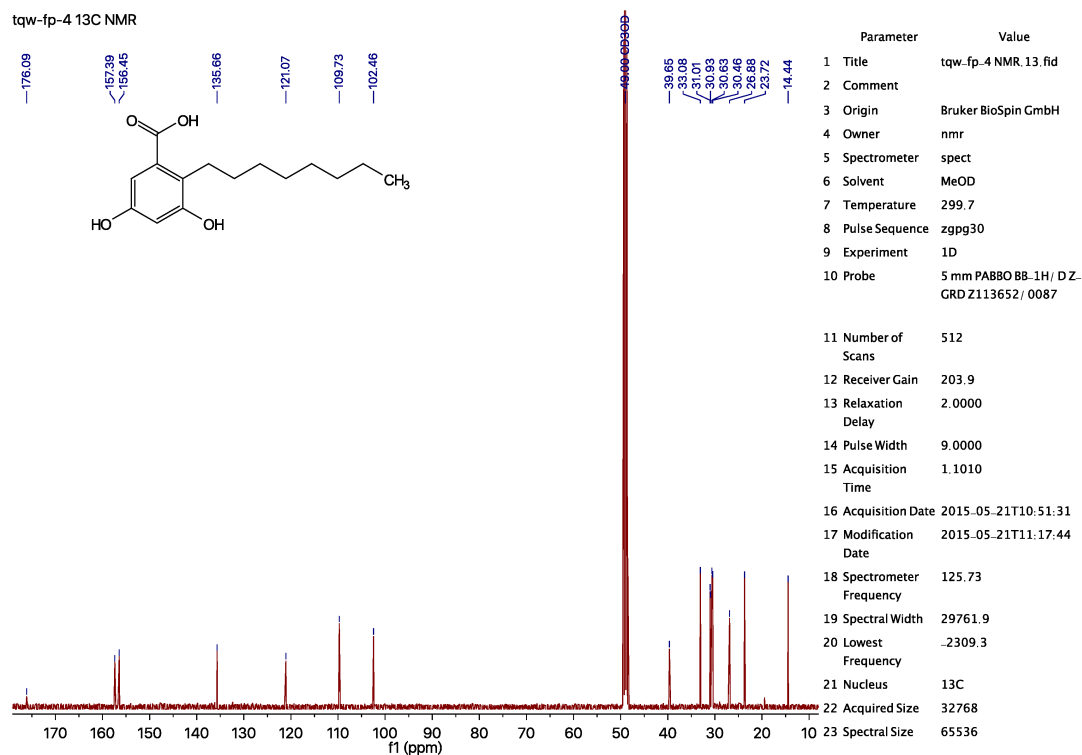 tqw-fp-4 13C NMR
176.09
157.39
156.45
135.66
121.07
109.73
102.46
49.00 CD3OD
39.65
33.08
31.01
30.93
30.63
30.46
26.88
23.72
14.44
O
OH
CH3
HO
OH
170 160 150 140 130 120 110 100 90 80 70 60 50 40 30 20 10
f1 (ppm)
Parameter Value
1 Title tqw_fp_4 NMR.13.fid
2 Comment
3 Origin Bruker BioSpin GmbH
4 Owner nmr
5 Spectrometer spect
6 Solvent MeOD
7 Temperature 299.7
8 Pulse Sequence zgpg30
9 Experiment 1D
10 Probe 5 mm PABBO BB-1H/ D Z-
GRD Z113652/ 0087
11 Number of 512
Scans
12 Receiver Gain 203.9
13 Relaxation 2.0000
Delay
14 Pulse Width 9.0000
15 Acquisition 1.1010
Time
16 Acquisition Date 2015-05-21T10:51:31
17 Modification 2015-05-21T11:17:44
Date
18 Spectrometer 125.73
Frequency
19 Spectral Width 29761.9
20 Lowest -2309.3
Frequency
21 Nucleus 13C
22 Acquired Size 32768
23 Spectral Size 65536